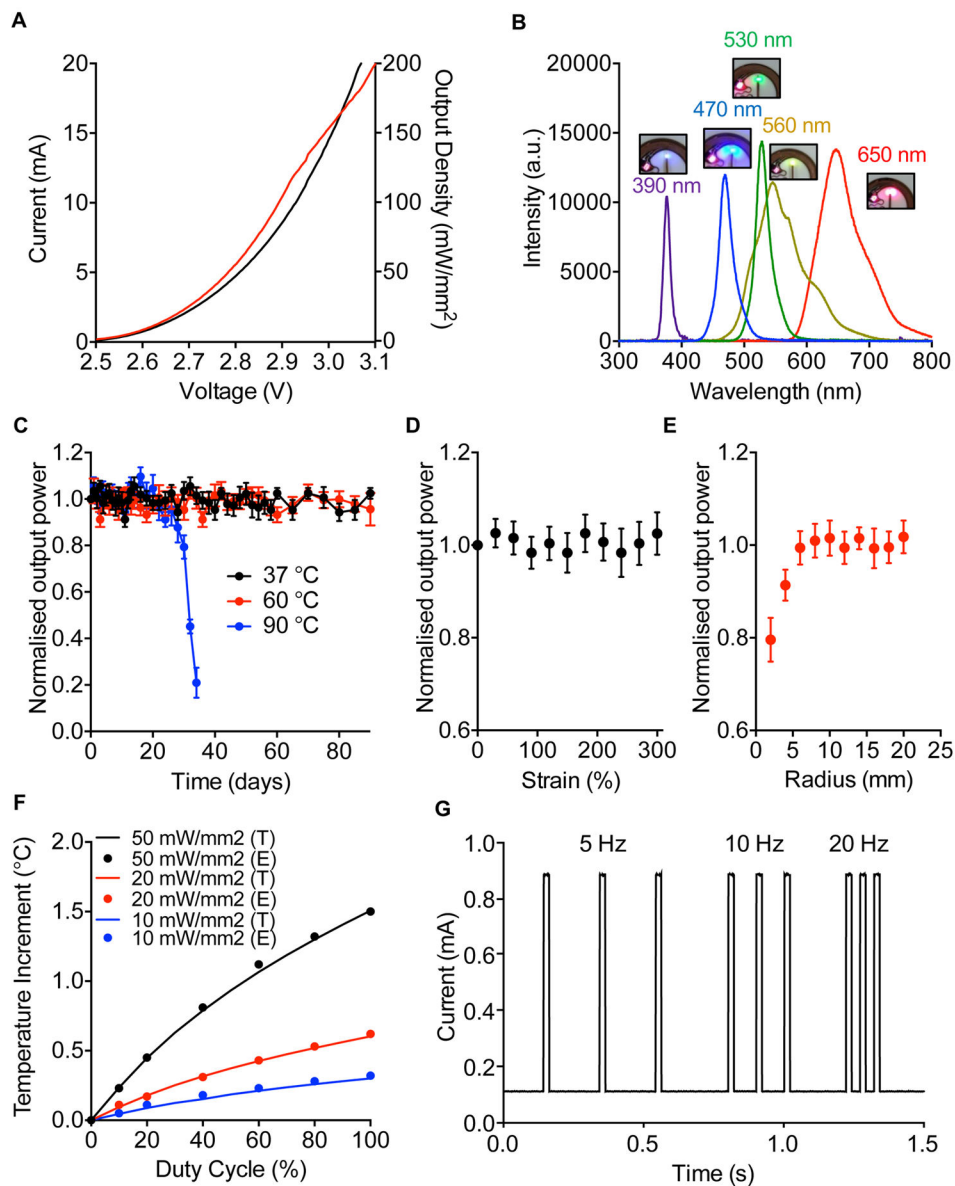 A
20
15
10
5
0
Current (mA)
200
150
100
50
0
Output Density (mW/mm²)
2.5 2.6 2.7 2.8 2.9 3.0 3.1
Voltage (V)
B
530 nm
470 nm
560 nm
650 nm
390 nm
20000
15000
10000
5000
0
Intensity (a.u.)
300 400 500 600 700 800
Wavelength (nm)
C
1.2
1.0
0.8
0.6
0.4
0.2
0.0
Normalised output power
37 °C
60 °C
90 °C
0 20 40 60 80
Time (days)
D
1.2
1.0
0.8
0.6
Normalised output power
0 100 200 300
Strain (%)
E
1.2
1.0
0.8
0.6
Normalised output power
0 5 10 15 20 25
Radius (mm)
F
2.0
1.5
1.0
0.5
0.0
Temperature Increment (°C)
50 mW/mm2 (T)
50 mW/mm2 (E)
20 mW/mm2 (T)
20 mW/mm2 (E)
10 mW/mm2 (T)
10 mW/mm2 (E)
0 20 40 60 80 100
Duty Cycle (%)
G
5 Hz 10 Hz 20 Hz
1.0
0.8
0.6
0.4
0.2
0.0
Current (mA)
0.0 0.5 1.0 1.5
Time (s)